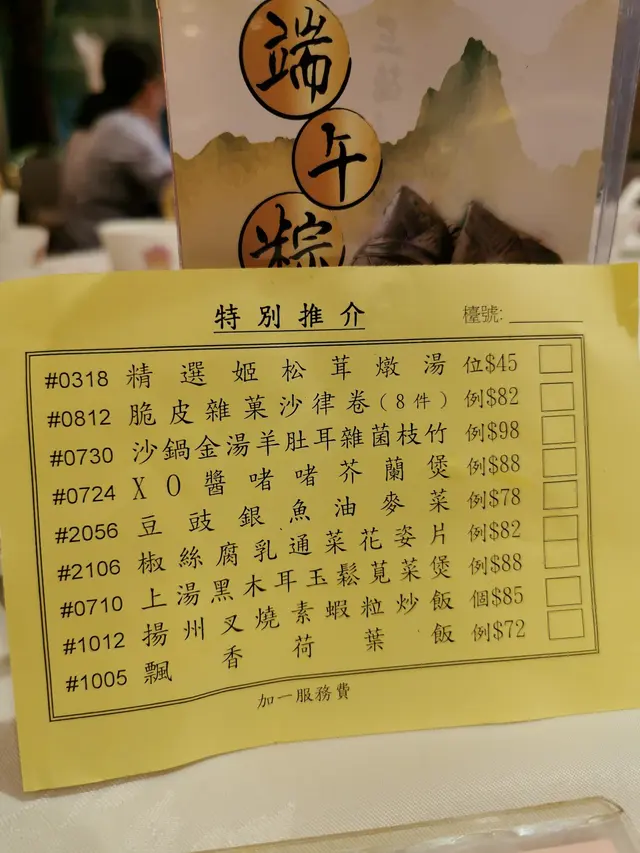 端
午
粽
特別推介
檯號:
#0318 精選姬松茸燉湯 位$45
#0812 脆皮雜菓沙律卷(8件) 例$82
#0730 沙鍋金湯羊肚耳雜菌枝竹 例$98
#0724 XO醬啫啫芥蘭煲 例$88
#2056 豆豉銀魚油麥菜 例$78
#2106 椒絲腐乳通菜花姿片 例$82
#0710 上湯黑木耳玉鬆莧菜煲 例$88
#1012 揚州叉燒素蝦粒炒飯 個$85
#1005 飄香荷葉飯 例$72
加一服務費